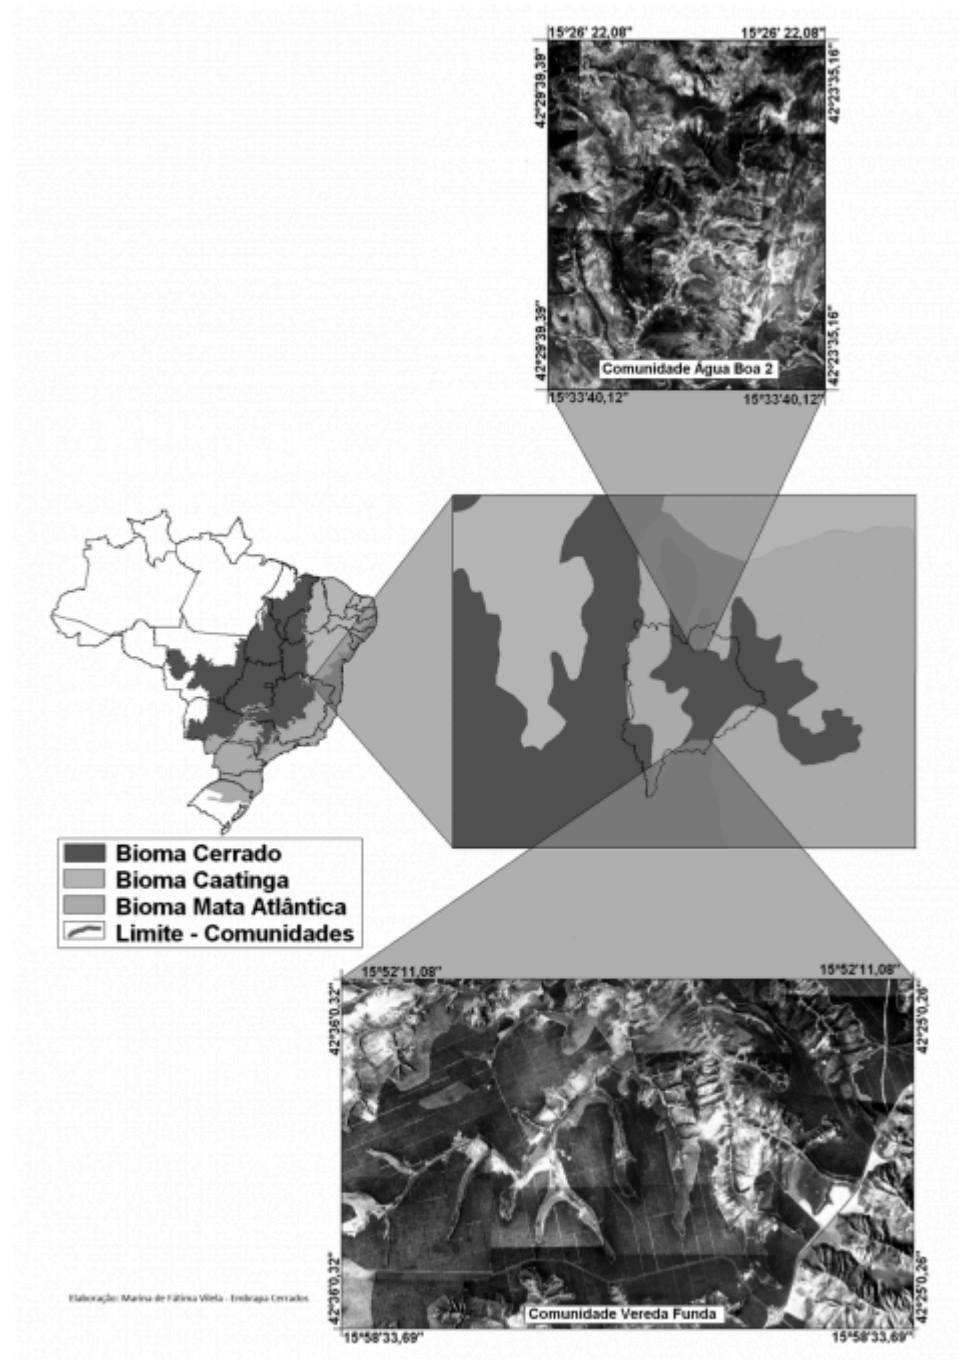 15°26' 22,08"
15°26' 22,08"
42°29'39,39"
42°23'35,16"
42°29'39,39"
42°23'35,16"
Comunidade Água Boa 2
15°33'40,12"
15°33'40,12"
Bioma Cerrado
Bioma Caatinga
Bioma Mata Atlântica
Limite - Comunidades
15°52'11,08"
15°52'11,08"
42°36'0,32"
42°25'0,26"
42°36'0,32"
42°25'0,26"
Elaboração: Marina de Fátima Vilela - Embrapa Cerrados
Comunidade Vereda Funda
15°58'33,69"
15°58'33,69"